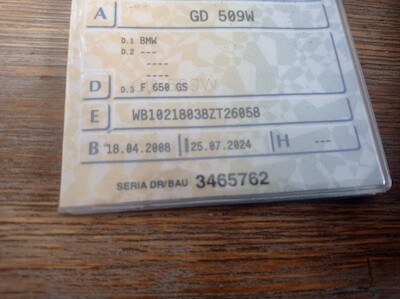 A GD 509W
D.1 BMW
D.2 ---
----
----
D D.3 F 650 GS
E WB10218038ZT26058
B 18.04.2008 I 25.07.2024 H ---
SERIA DR/BAU 3465762